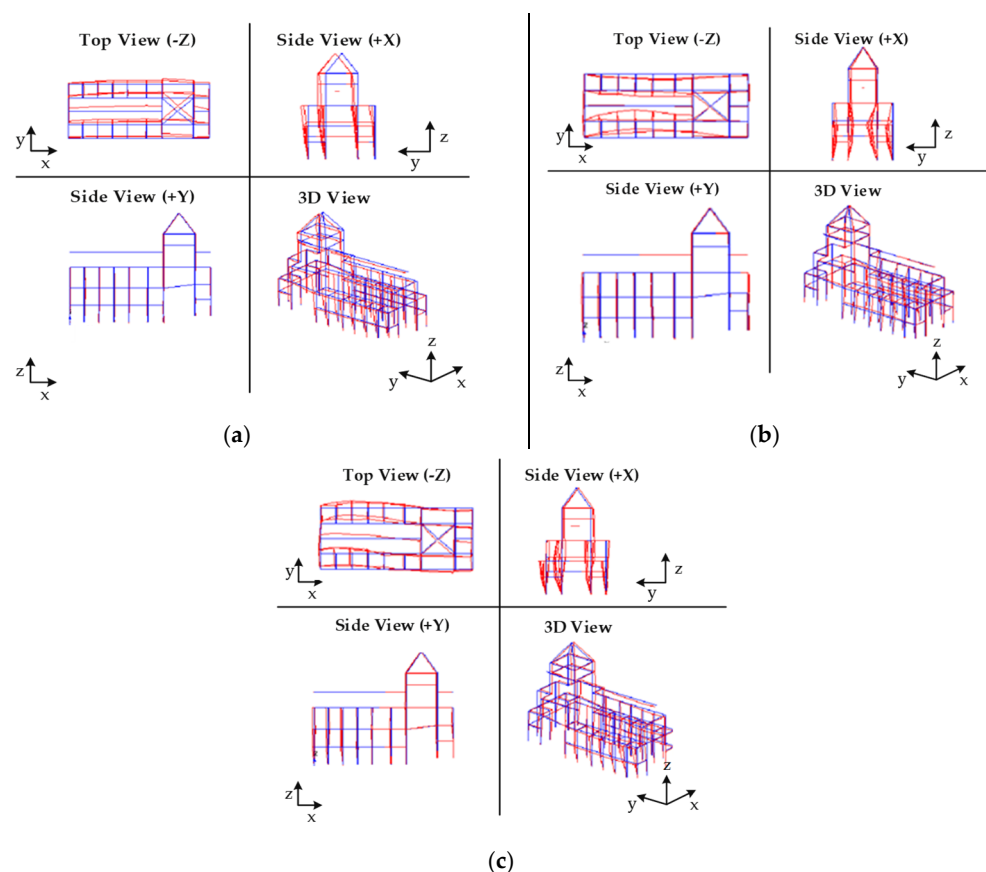 Top View (-Z)
Side View (+X)
y
x
z
y
Side View (+Y)
3D View
z
x
z
y
x
(a)
Top View (-Z)
Side View (+X)
y
x
z
y
Side View (+Y)
3D View
z
x
z
y
x
(b)
Top View (-Z)
Side View (+X)
y
x
z
y
Side View (+Y)
3D View
z
x
z
y
x
(c)